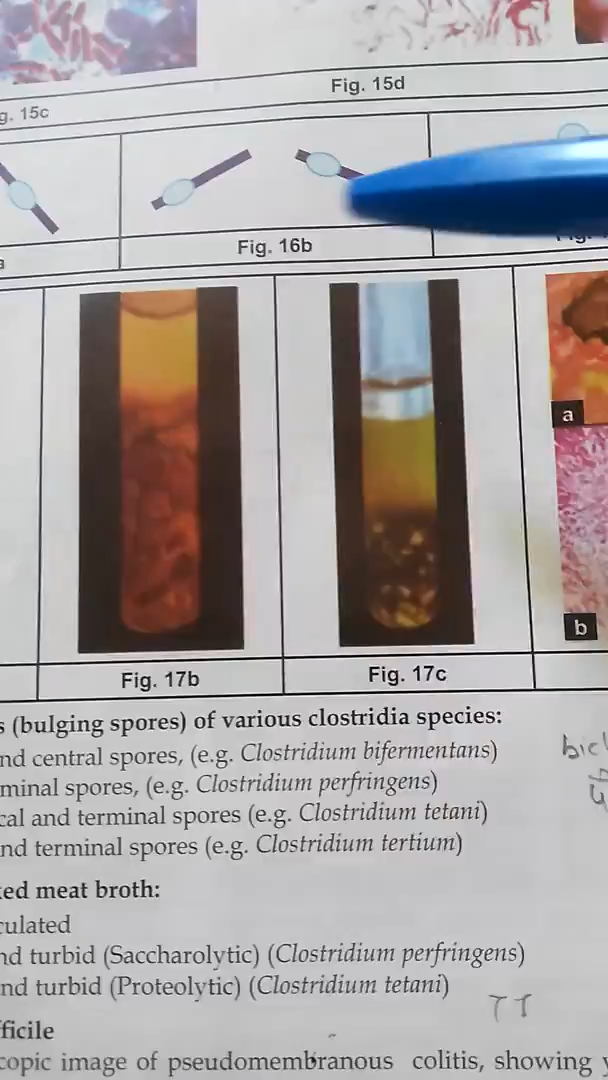 g. 15c
Fig. 15d
Fig. 16b
Fig. 17b
Fig. 17c
a
b
s (bulging spores) of various clostridia species:
nd central spores, (e.g. Clostridium bifermentans)
minal spores, (e.g. Clostridium perfringens)
cal and terminal spores (e.g. Clostridium tetani)
nd terminal spores (e.g. Clostridium tertium)
ked meat broth:
culated
nd turbid (Saccharolytic) (Clostridium perfringens)
nd turbid (Proteolytic) (Clostridium tetani)
TT
fficile
copic image of pseudomembranous colitis, showing y